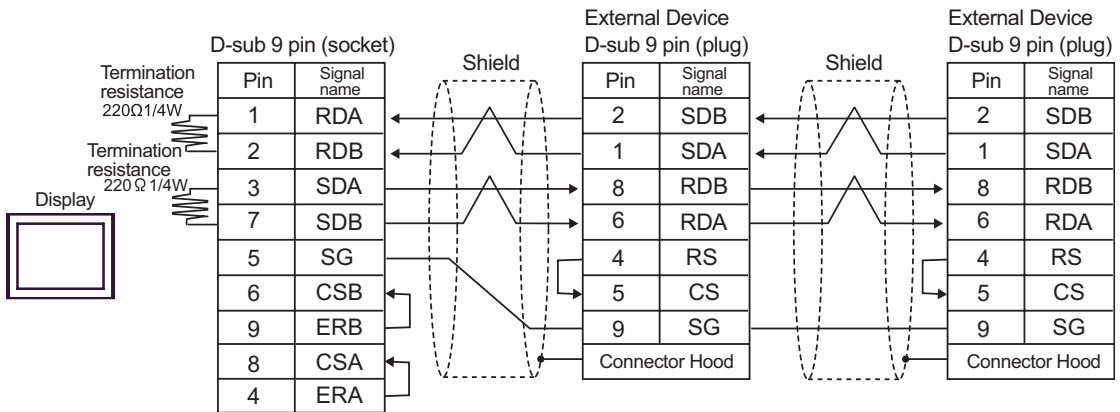 External Device
External Device
D-sub 9 pin (socket)
D-sub 9 pin (plug)
D-sub 9 pin (plug)
Shield
Shield
Termination
resistance
220Ω1/4W
Termination
resistance
220 Ω 1/4W
Display
Pin Signal name
1 RDA
2 RDB
3 SDA
7 SDB
5 SG
6 CSB
9 ERB
8 CSA
4 ERA
Pin Signal name
2 SDB
1 SDA
8 RDB
6 RDA
4 RS
5 CS
9 SG
Connector Hood
Pin Signal name
2 SDB
1 SDA
8 RDB
6 RDA
4 RS
5 CS
9 SG
Connector Hood